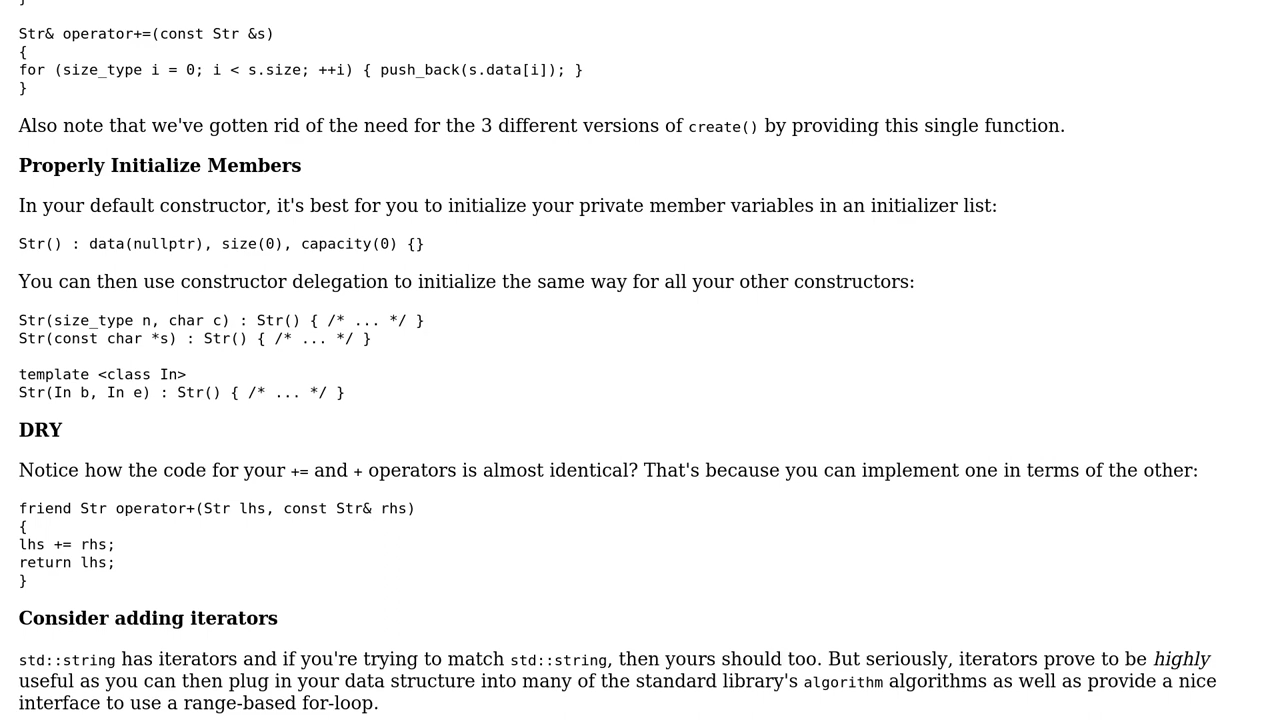 }
Str& operator+=(const Str &s)
{
for (size_type i = 0; i < s.size; ++i) { push_back(s.data[i]); }
}
Also note that we've gotten rid of the need for the 3 different versions of create() by providing this single function.
Properly Initialize Members
In your default constructor, it's best for you to initialize your private member variables in an initializer list:
Str() : data(nullptr), size(0), capacity(0) {}
You can then use constructor delegation to initialize the same way for all your other constructors:
Str(size_type n, char c) : Str() { /* ... */ }
Str(const char *s) : Str() { /* ... */ }
template <class In>
Str(In b, In e) : Str() { /* ... */ }
DRY
Notice how the code for your += and + operators is almost identical? That's because you can implement one in terms of the other:
friend Str operator+(Str lhs, const Str& rhs)
{
lhs += rhs;
return lhs;
}
Consider adding iterators
std::string has iterators and if you're trying to match std::string, then yours should too. But seriously, iterators prove to be highly
useful as you can then plug in your data structure into many of the standard library's algorithm algorithms as well as provide a nice
interface to use a range-based for-loop.